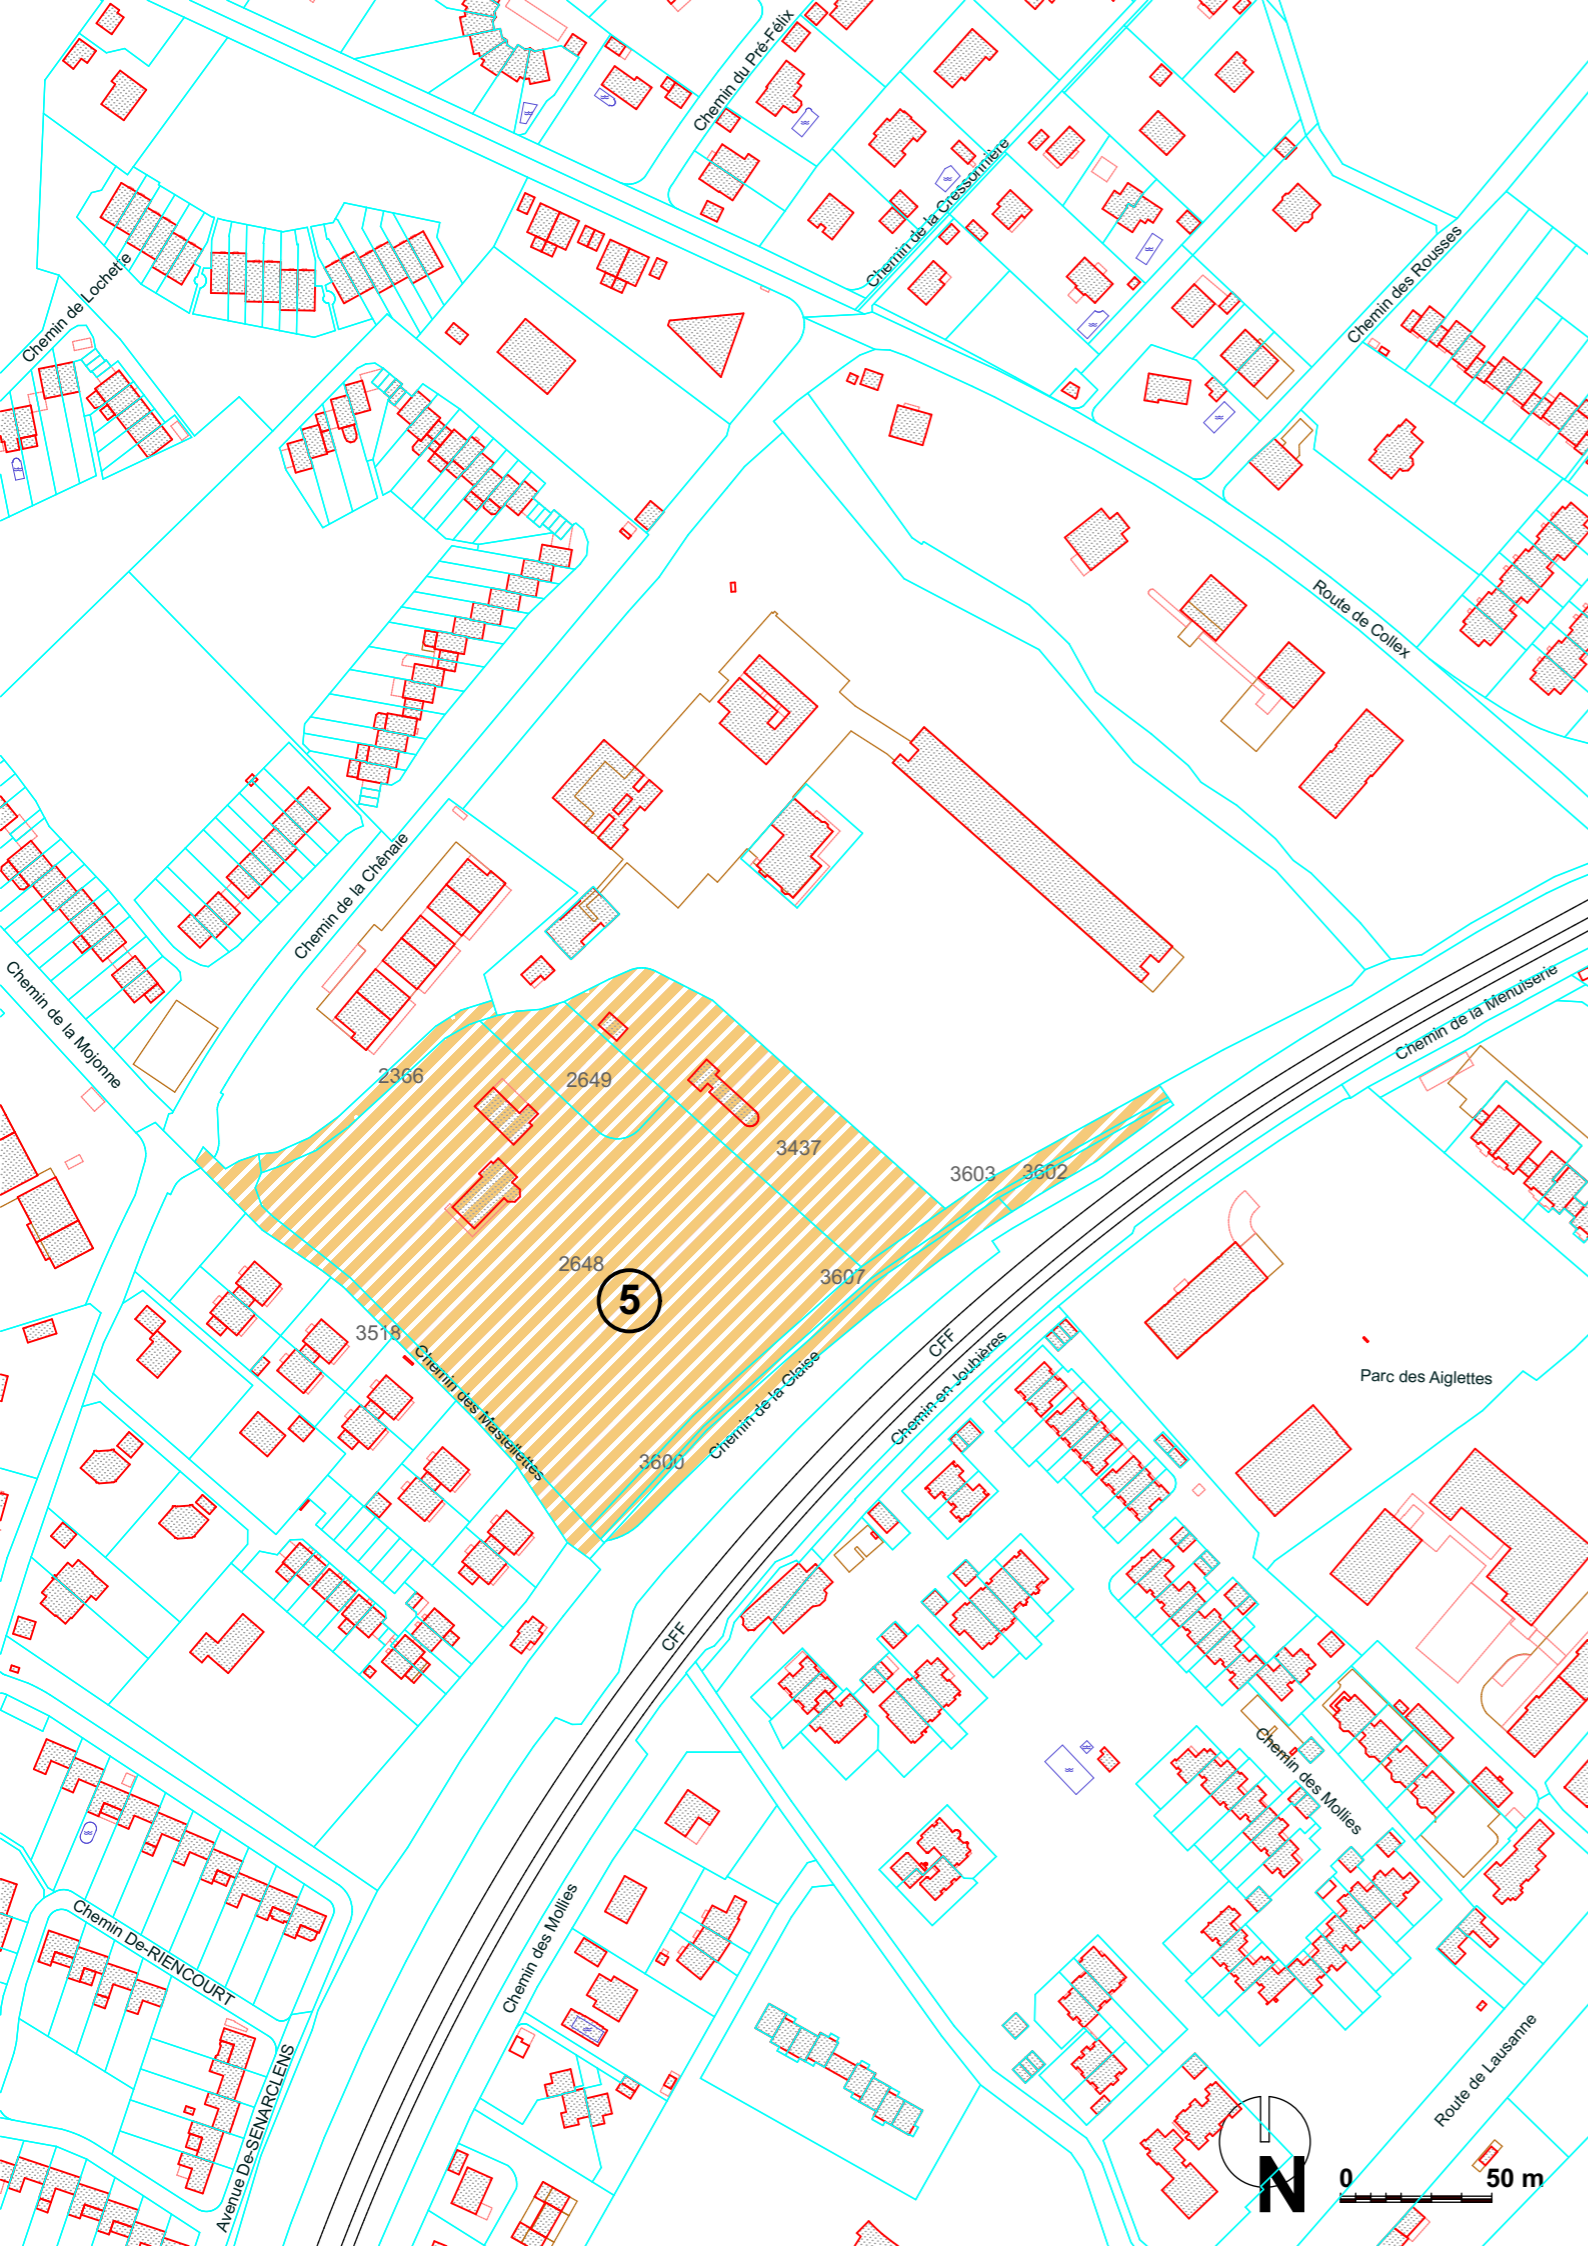 Chemin du Pré-Félix
Chemin de la Cressonnière
Chemin des Rousses
Chemin de Lochette
Route de Collex
Chemin de la Chênaie
Chemin de la Mojonne
Chemin de la Menuiserie
2366
2649
3437
3603
3602
2648
5
3607
3518
Chemin des Mastellettes
3600
Chemin de la Glaise
CFF
Chemin en Joubières
Parc des Aiglettes
CFF
Chemin des Mollies
Chemin des Mollies
Chemin De-RIENCOURT
Avenue De-SENARCLENS
Route de Lausanne
N
0 50 m